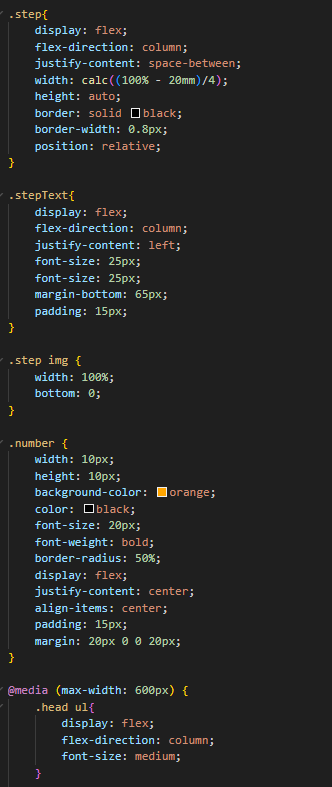 .step{
    display: flex;
    flex-direction: column;
    justify-content: space-between;
    width: calc((100% - 20mm)/4);
    height: auto;
    border: solid black;
    border-width: 0.8px;
    position: relative;
}
.stepText{
    display: flex;
    flex-direction: column;
    justify-content: left;
    font-size: 25px;
    font-size: 25px;
    margin-bottom: 65px;
    padding: 15px;
}
.step img {
    width: 100%;
    bottom: 0;
}
.number {
    width: 10px;
    height: 10px;
    background-color: orange;
    color: black;
    font-size: 20px;
    font-weight: bold;
    border-radius: 50%;
    display: flex;
    justify-content: center;
    align-items: center;
    padding: 15px;
    margin: 20px 0 0 20px;
}
@media (max-width: 600px) {
    .head ul{
        display: flex;
        flex-direction: column;
        font-size: medium;
    }